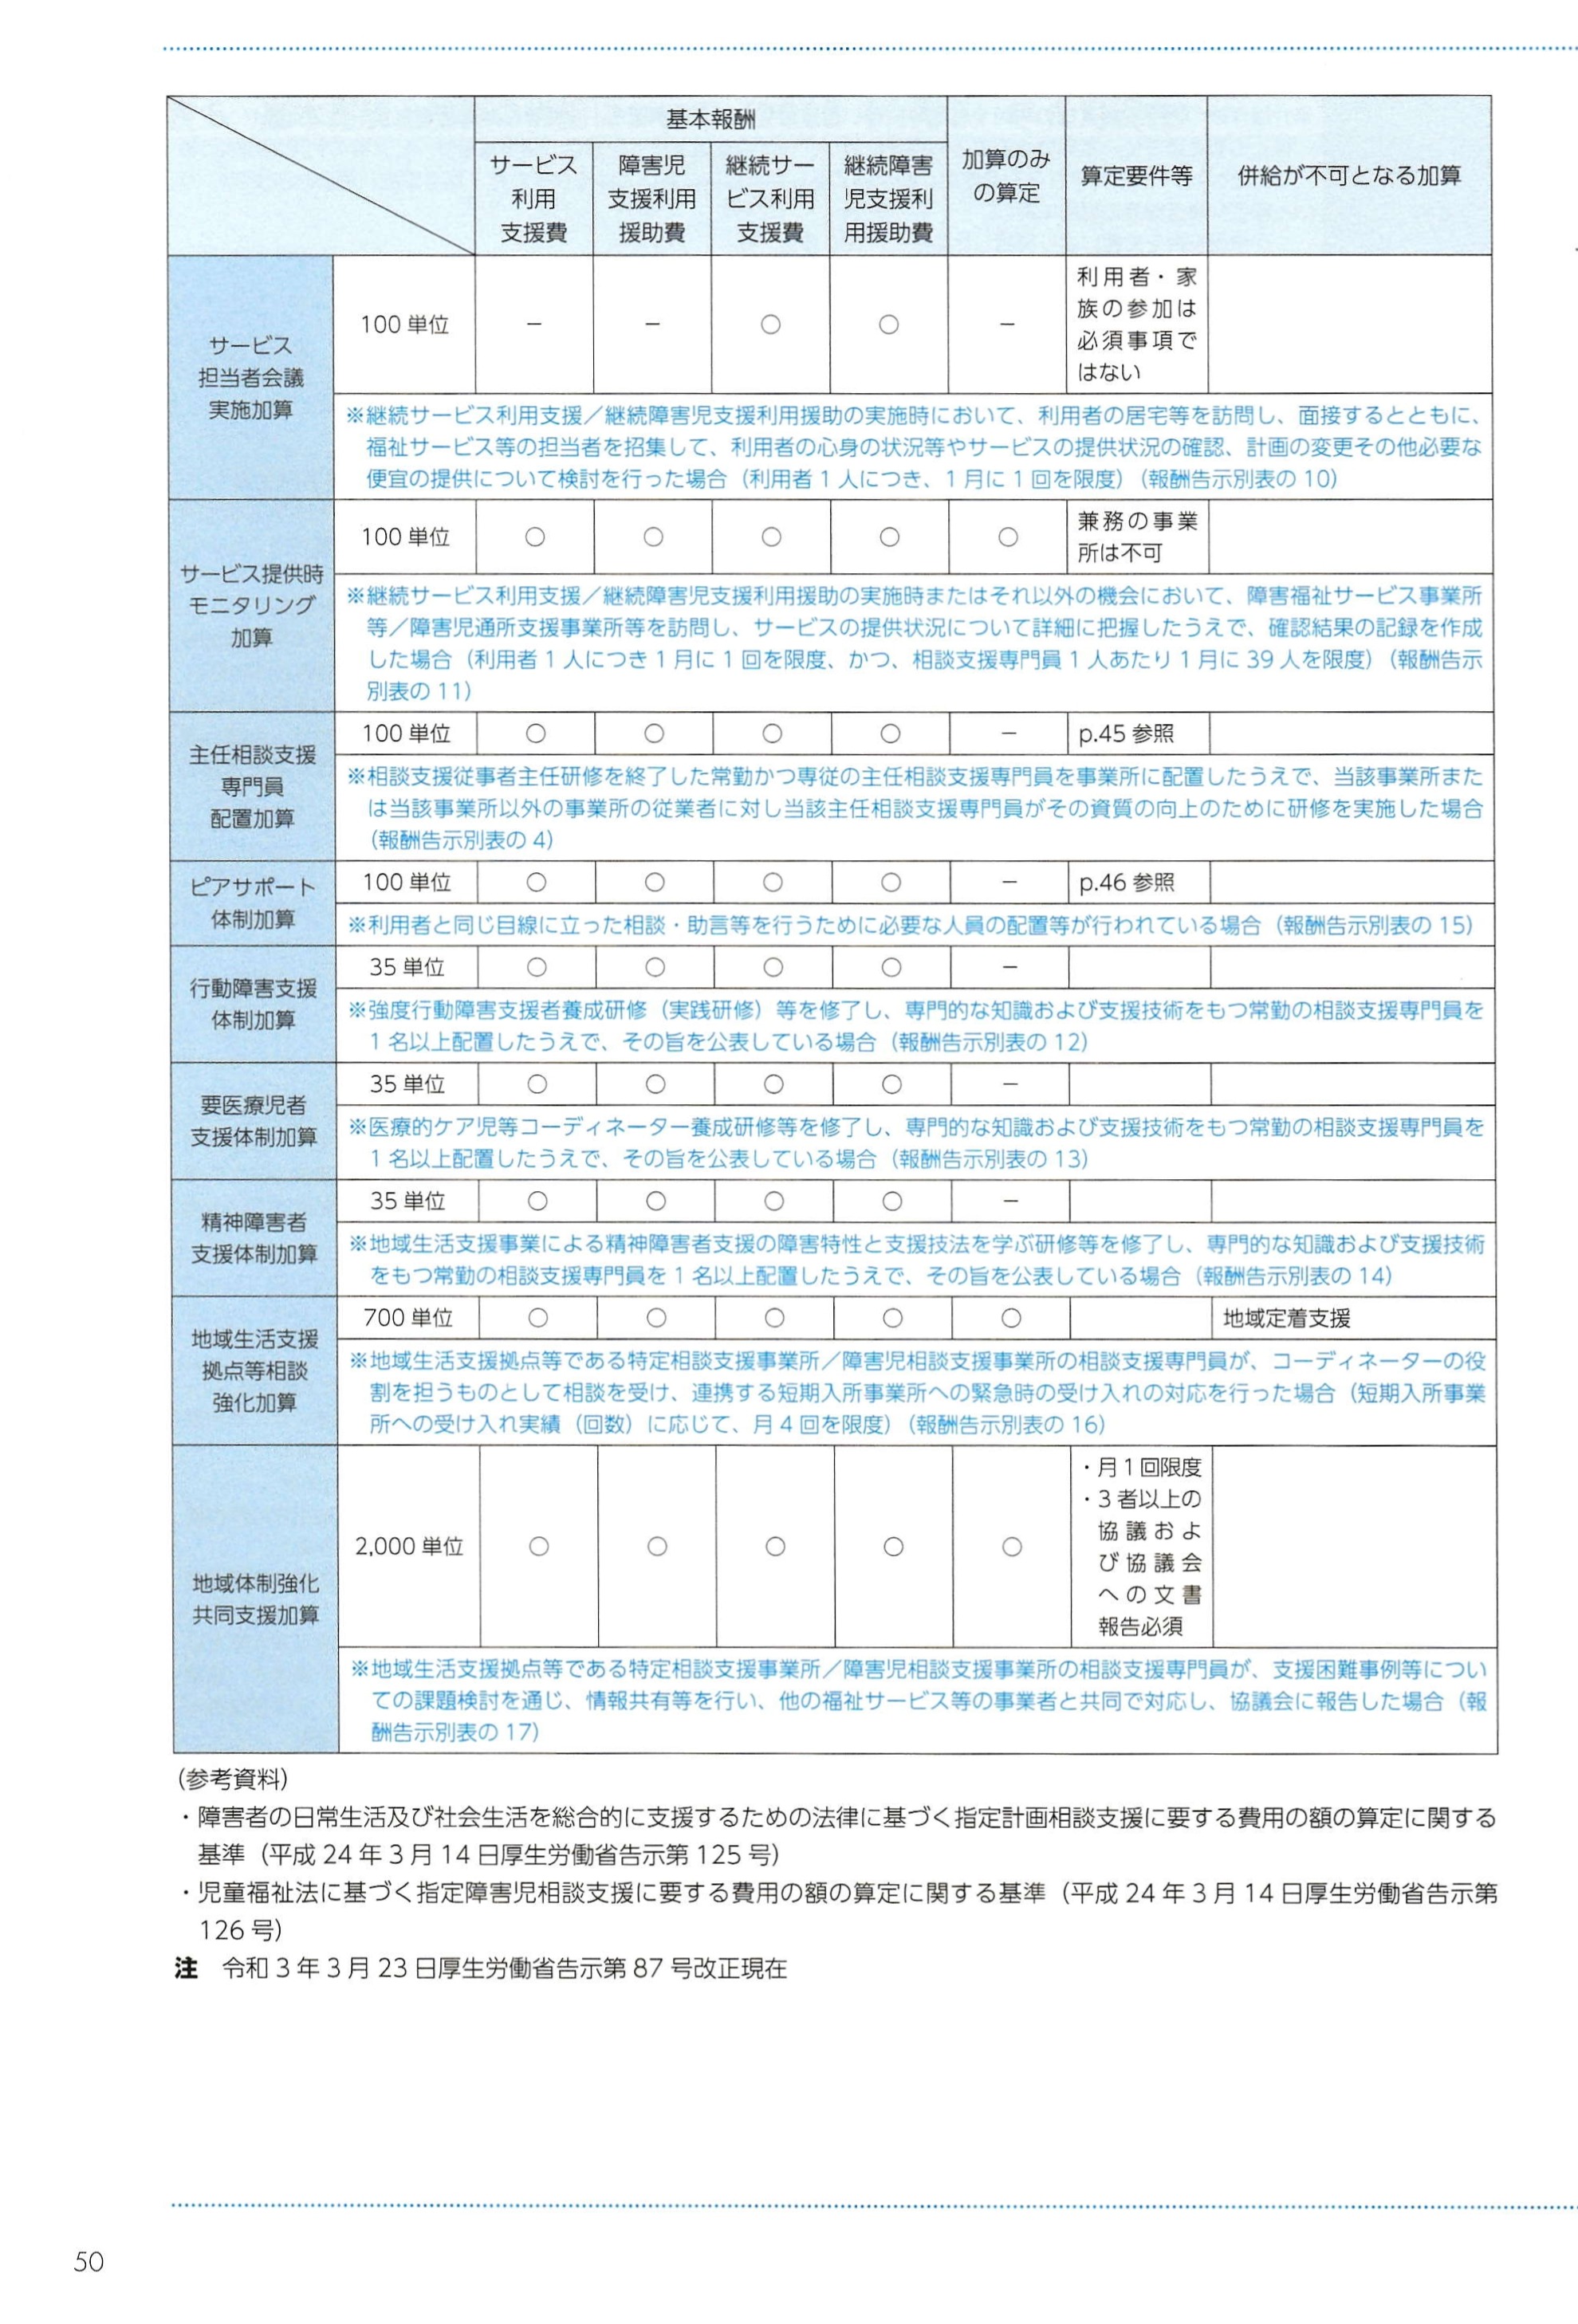 基本報酬
サービス
利用
支援費
障害児
支援利用
援助費
継続サー
ビス利用
支援費
継続障害
児支援利
用援助費
加算のみ
の算定
算定要件等
併給が不可となる加算
サービス
担当者会議
実施加算
100単位 － － ○ ○ －
利用者・家
族の参加は
必須事項で
はない
※継続サービス利用支援／継続障害児支援利用援助の実施時において、利用者の居宅等を訪問し、面接するとともに、
福祉サービス等の担当者を招集して、利用者の心身の状況等やサービスの提供状況の確認、計画の変更その他必要な
便宜の提供について検討を行った場合（利用者1人につき、1月に1回を限度）（報酬告示別表の10）
サービス提供時
モニタリング
加算
100単位 ○ ○ ○ ○ ○
兼務の事業
所は不可
※継続サービス利用支援／継続障害児支援利用援助の実施時またはそれ以外の機会において、障害福祉サービス事業所
等／障害児通所支援事業所等を訪問し、サービスの提供状況について詳細に把握したうえで、確認結果の記録を作成
した場合（利用者1人につき1月に1回を限度、かつ、相談支援専門員1人あたり1月に39人を限度）（報酬告示
別表の11）
主任相談支援
専門員
配置加算
100単位 ○ ○ ○ ○ － p.45参照
※相談支援従事者主任研修を終了した常勤かつ専従の主任相談支援専門員を事業所に配置したうえで、当該事業所また
は当該事業所以外の事業所の従業者に対し当該主任相談支援専門員がその資質の向上のために研修を実施した場合
（報酬告示別表の4）
ピアサポート
体制加算
100単位 ○ ○ ○ ○ － p.46参照
※利用者と同じ目線に立った相談・助言等を行うために必要な人員の配置等が行われている場合（報酬告示別表の15）
行動障害支援
体制加算
35単位 ○ ○ ○ ○ －
※強度行動障害支援者養成研修（実践研修）等を修了し、専門的な知識および支援技術をもつ常勤の相談支援専門員を
1名以上配置したうえで、その旨を公表している場合（報酬告示別表の12）
要医療児者
支援体制加算
35単位 ○ ○ ○ ○ －
※医療的ケア児等コーディネーター養成研修等を修了し、専門的な知識および支援技術をもつ常勤の相談支援専門員を
1名以上配置したうえで、その旨を公表している場合（報酬告示別表の13）
精神障害者
支援体制加算
35単位 ○ ○ ○ ○ －
※地域生活支援事業による精神障害者支援の障害特性と支援技法を学ぶ研修等を修了し、専門的な知識および支援技術
をもつ常勤の相談支援専門員を1名以上配置したうえで、その旨を公表している場合（報酬告示別表の14）
地域生活支援
拠点等相談
強化加算
700単位 ○ ○ ○ ○ ○ 地域定着支援
※地域生活支援拠点等である特定相談支援事業所／障害児相談支援事業所の相談支援専門員が、コーディネーターの役
割を担うものとして相談を受け、連携する短期入所事業所への緊急時の受け入れの対応を行った場合（短期入所事業
所への受け入れ実績（回数）に応じて、月4回を限度）（報酬告示別表の16）
地域体制強化
共同支援加算
2,000単位 ○ ○ ○ ○ ○
・月1回限度
・3者以上の
協議およ
び協議会
への文書
報告必須
※地域生活支援拠点等である特定相談支援事業所／障害児相談支援事業所の相談支援専門員が、支援困難事例等につい
ての課題検討を通じ、情報共有等を行い、他の福祉サービス等の事業者と共同で対応し、協議会に報告した場合（報
酬告示別表の17）
（参考資料）
・障害者の日常生活及び社会生活を総合的に支援するための法律に基づく指定計画相談支援に要する費用の額の算定に関する
基準（平成24年3月14日厚生労働省告示第125号）
・児童福祉法に基づく指定障害児相談支援に要する費用の額の算定に関する基準（平成24年3月14日厚生労働省告示第
126号）
注 令和3年3月23日厚生労働省告示第87号改正現在
50